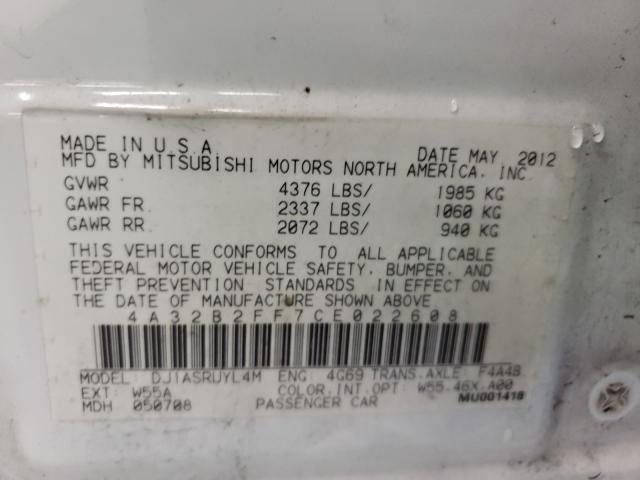 MADE IN U.S.A DATE MAY 2012
MFD BY MITSUBISHI MOTORS NORTH AMERICA, INC
GVWR 4376 LBS/ 1985 KG
GAWR FR. 2337 LBS/ 1060 KG
GAWR RR. 2072 LBS/ 940 KG
THIS VEHICLE CONFORMS TO ALL APPLICABLE
FEDERAL MOTOR VEHICLE SAFETY, BUMPER, AND
THEFT PREVENTION STANDARDS IN EFFECT ON
THE DATE OF MANUFACTURE SHOWN ABOVE
4A32B2FF7CE022608
MODEL: DJ1ASRUYL4M ENG: 4G69 TRANS.AXLE: F4A4B
EXT: W55A COLOR.INT.OPT: W55.46X.A00
MDH 050708 PASSENGER CAR MU001418